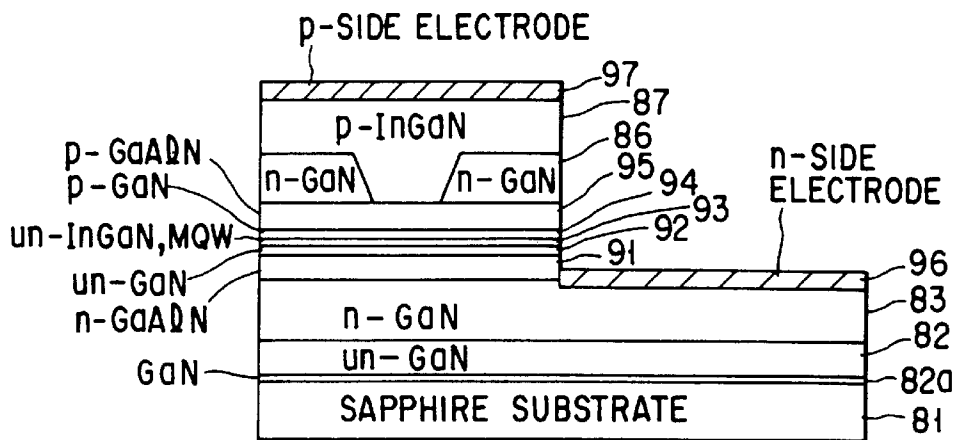 p-SIDE ELECTRODE
97
87
p-InGaN
86
p-GaAlN
n-GaN
n-GaN
95
n-SIDE
ELECTRODE
p-GaN
94
93
un-InGaN,MQW
92
91
un-GaN
96
n-GaAlN
83
n-GaN
82
un-GaN
GaN
82a
SAPPHIRE SUBSTRATE
81